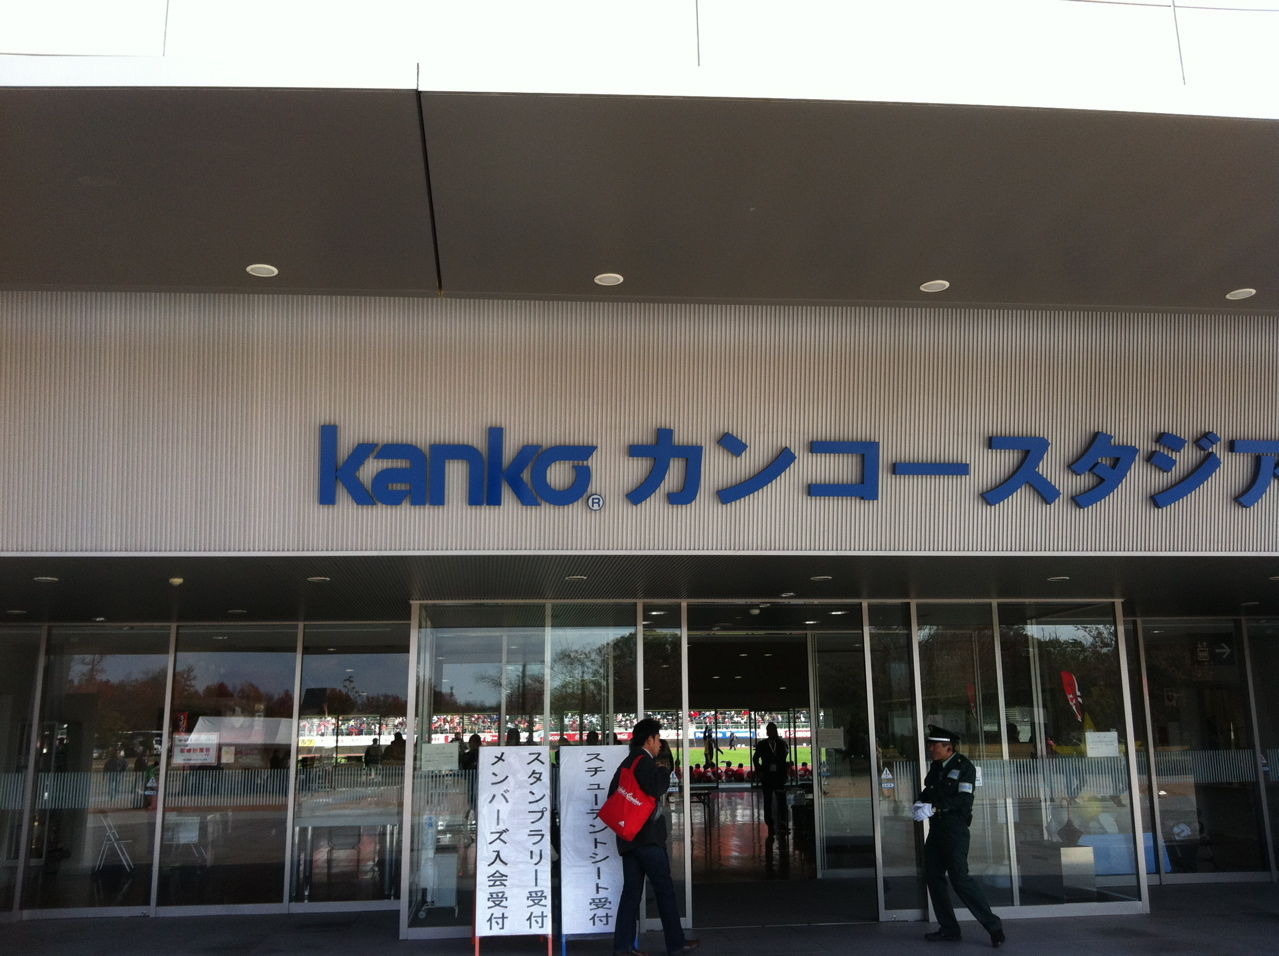 kanko® カンコースタジア
スタンプラリー受付
メンバーズ入会受付
スチューデントシート受付